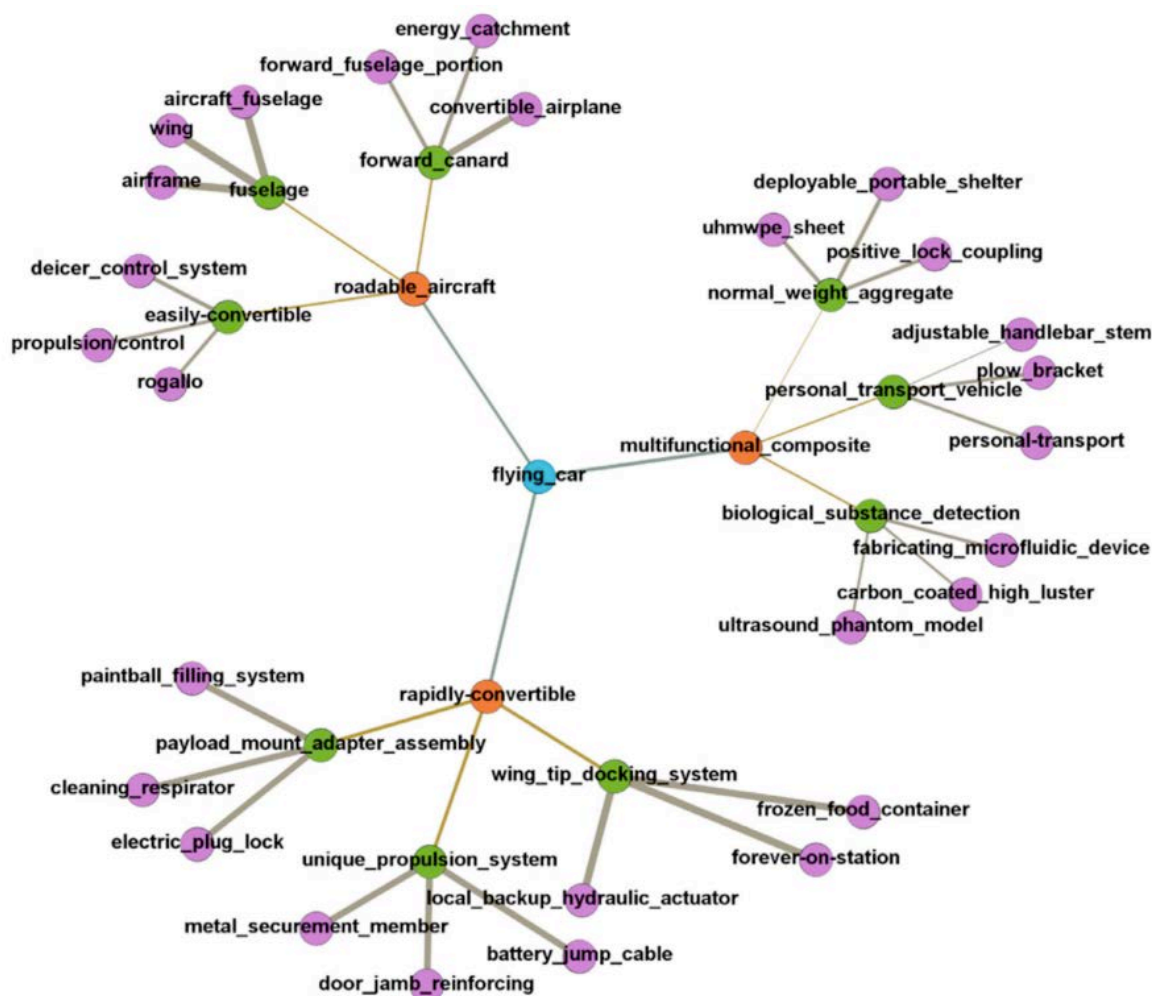 energy_catchment
forward_fuselage_portion
aircraft_fuselage
convertible_airplane
wing
forward_canard
airframe
fuselage
deployable_portable_shelter
uhmwpe_sheet
positive_lock_coupling
deicer_control_system
roadable_aircraft
normal_weight_aggregate
easily-convertible
adjustable_handlebar_stem
propulsion/control
plow_bracket
rogallo
personal_transport_vehicle
multifunctional_composite
personal-transport
flying_car
biological_substance_detection
fabricating_microfluidic_device
carbon_coated_high_luster
ultrasound_phantom_model
paintball_filling_system
rapidly-convertible
payload_mount_adapter_assembly
wing_tip_docking_system
cleaning_respirator
frozen_food_container
electric_plug_lock
unique_propulsion_system
forever-on-station
local_backup_hydraulic_actuator
metal_securement_member
battery_jump_cable
door_jamb_reinforcing